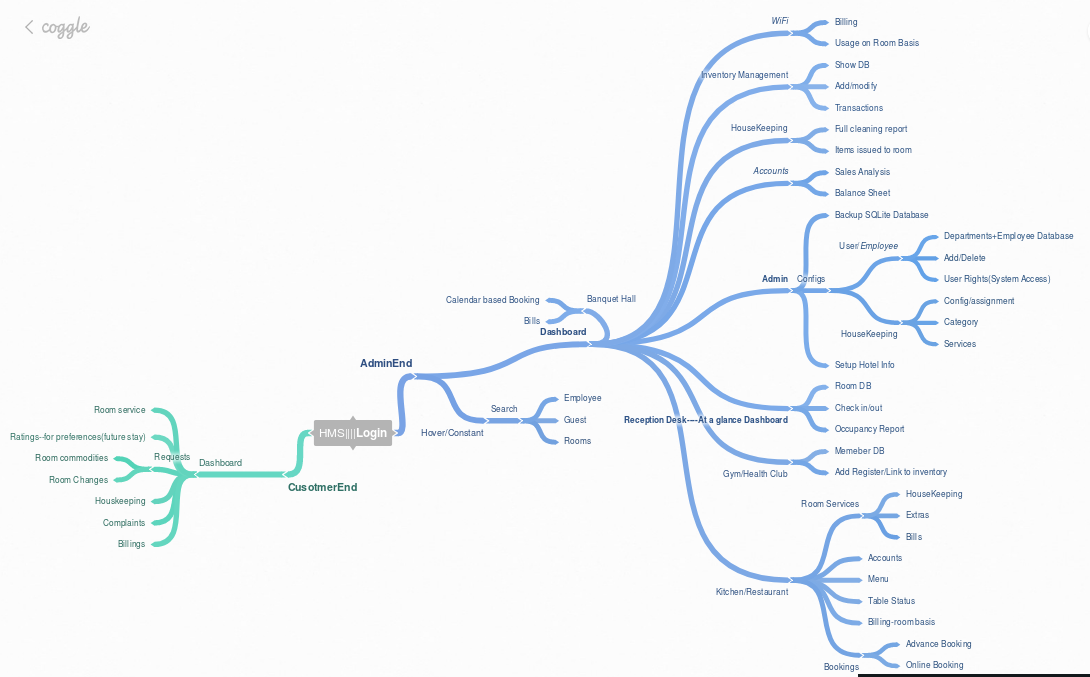 coggle
WiFi
Billing
Usage on Room Basis
Inventory Management
Show DB
Add/modify
Transactions
HouseKeeping
Full cleaning report
Items issued to room
Accounts
Sales Analysis
Balance Sheet
Backup SQLite Database
Admin
Configs
User/Employee
Departments+Employee Database
Add/Delete
User Rights(System Access)
HouseKeeping
Config/assignment
Category
Services
Setup Hotel Info
Banquet Hall
Calendar based Booking
Bills
Dashboard
AdminEnd
Hover/Constant
Search
Employee
Guest
Rooms
Reception Desk----At a glance Dashboard
Room DB
Check in/out
Occupancy Report
Gym/Health Club
Memeber DB
Add Register/Link to inventory
Kitchen/Restaurant
Room Services
HouseKeeping
Extras
Bills
Accounts
Menu
Table Status
Billing-roombasis
Bookings
Advance Booking
Online Booking
HMS||||Login
CusotmerEnd
Dashboard
Room service
Ratings--for preferences(future stay)
Requests
Room commodities
Room Changes
Houskeeping
Complaints
Billings